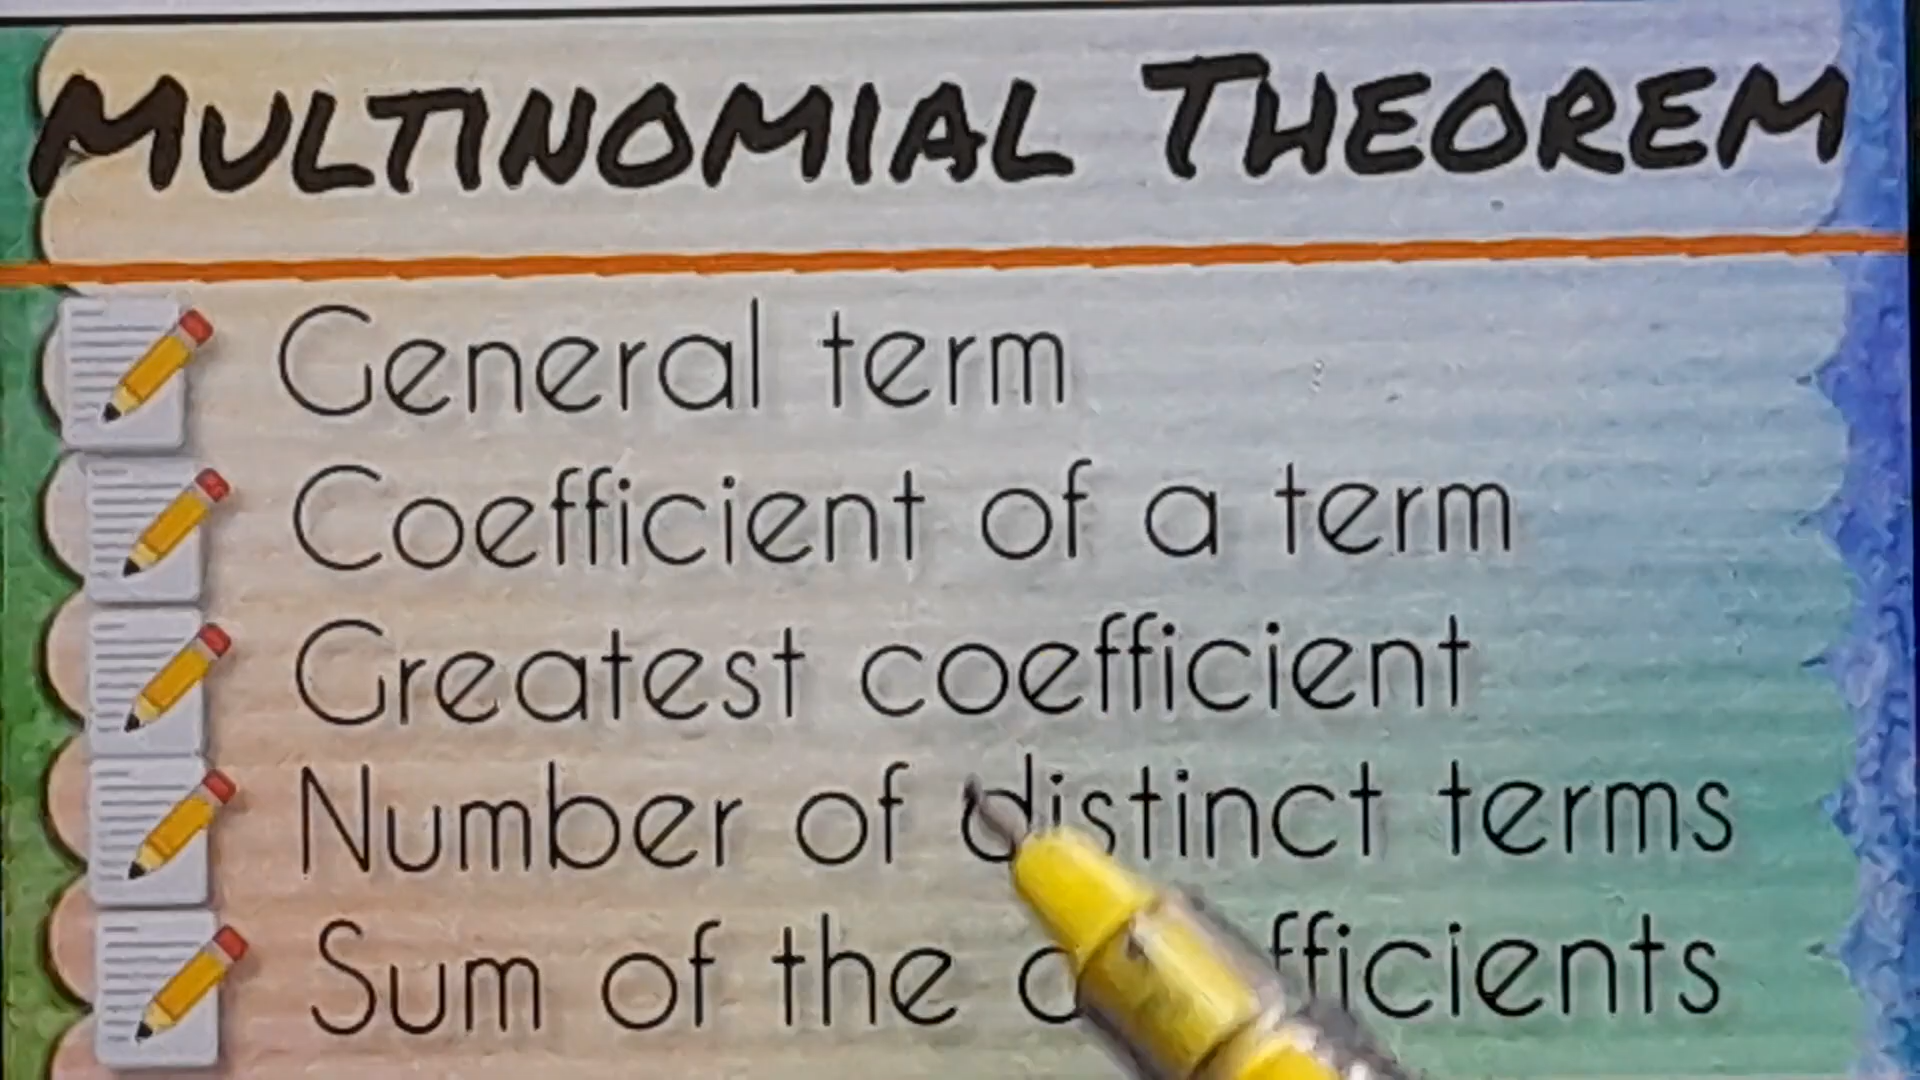 MULTINOMIAL THEOREM
General term
Coefficient of a term
Greatest coefficient
Number of distinct terms
Sum of the